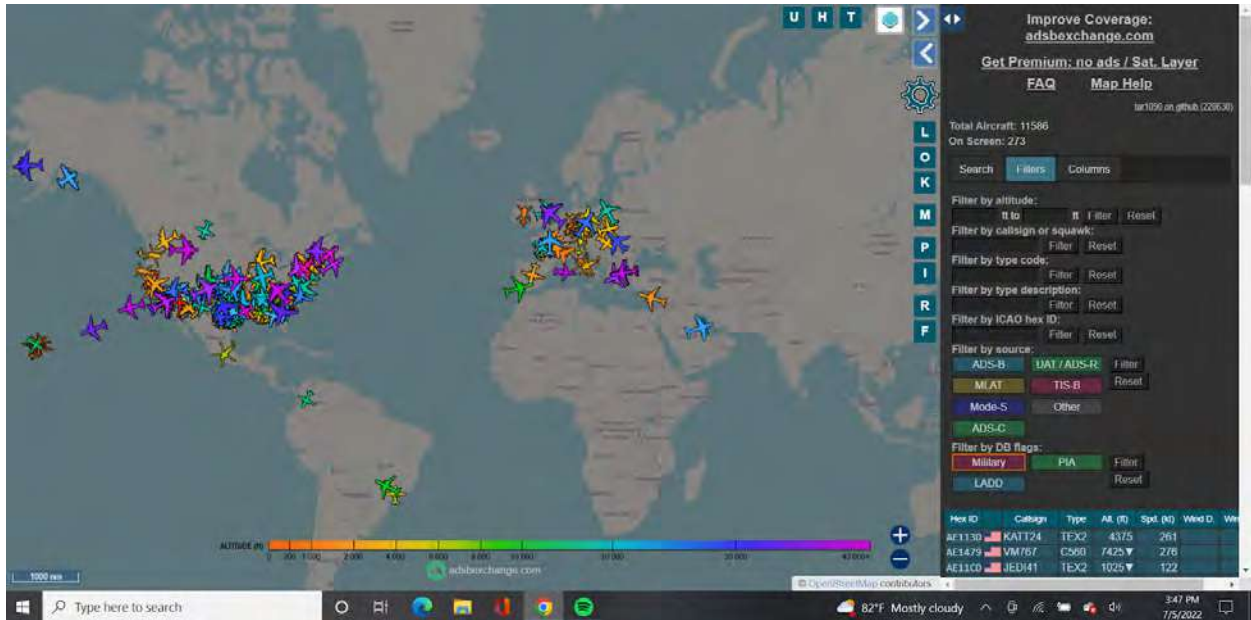 U H T
L
O
K
M
P
I
R
F
Improve Coverage:
adsbexchange.com
Get Premium: no ads / Sat. Layer
FAQ Map Help
tar1090 on github (220630)
Total Aircraft: 11586
On Screen: 273
Search Filters Columns
Filter by altitude:
ft to ft Filter Reset
Filter by callsign or squawk:
Filter Reset
Filter by type code:
Filter Reset
Filter by type description:
Filter Reset
Filter by ICAO hex ID:
Filter Reset
Filter by source:
ADS-B UAT / ADS-R Filter
MLAT TIS-B Reset
Mode-S Other
ADS-C
Filter by DB flags:
Military PIA Filter
LADD Reset
Hex ID Callsign Type Alt. (ft) Spd. (kt) Wind D.
AE1130 KATT24 TEX2 4375 261
AE1479 VM767 C560 7425▼ 276
AE11C0 JEDI41 TEX2 1025▼ 122
ALTITUDE (ft)
adsbexchange.com
1000 nm
© OpenStreetMap contributors
Type here to search
82°F Mostly cloudy
3:47 PM
7/5/2022